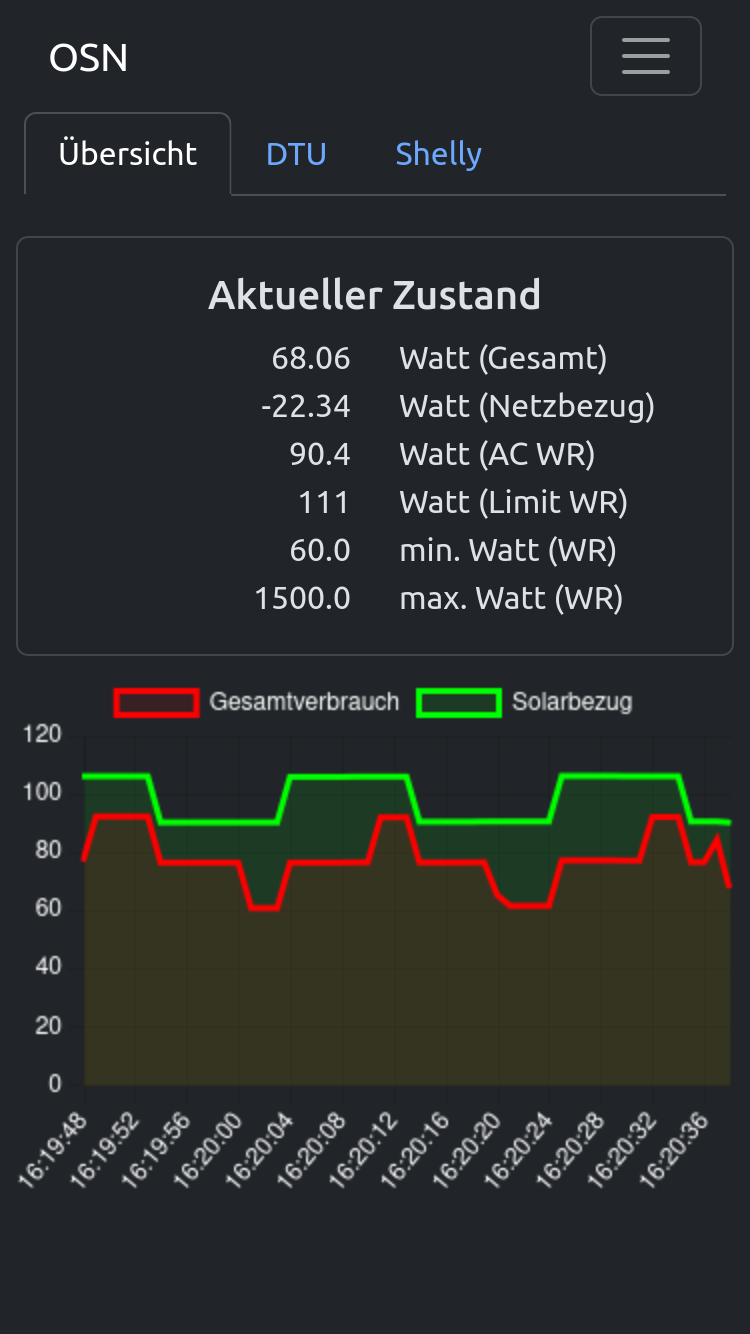 OSN
Übersicht DTU Shelly
Aktueller Zustand
68.06 Watt (Gesamt)
-22.34 Watt (Netzbezug)
90.4 Watt (AC WR)
111 Watt (Limit WR)
60.0 min. Watt (WR)
1500.0 max. Watt (WR)
Gesamtverbrauch Solarbezug
120
100
80
60
40
20
0
16:19:48 16:19:52 16:19:56 16:20:00 16:20:04 16:20:08 16:20:12 16:20:16 16:20:20 16:20:24 16:20:28 16:20:32 16:20:36